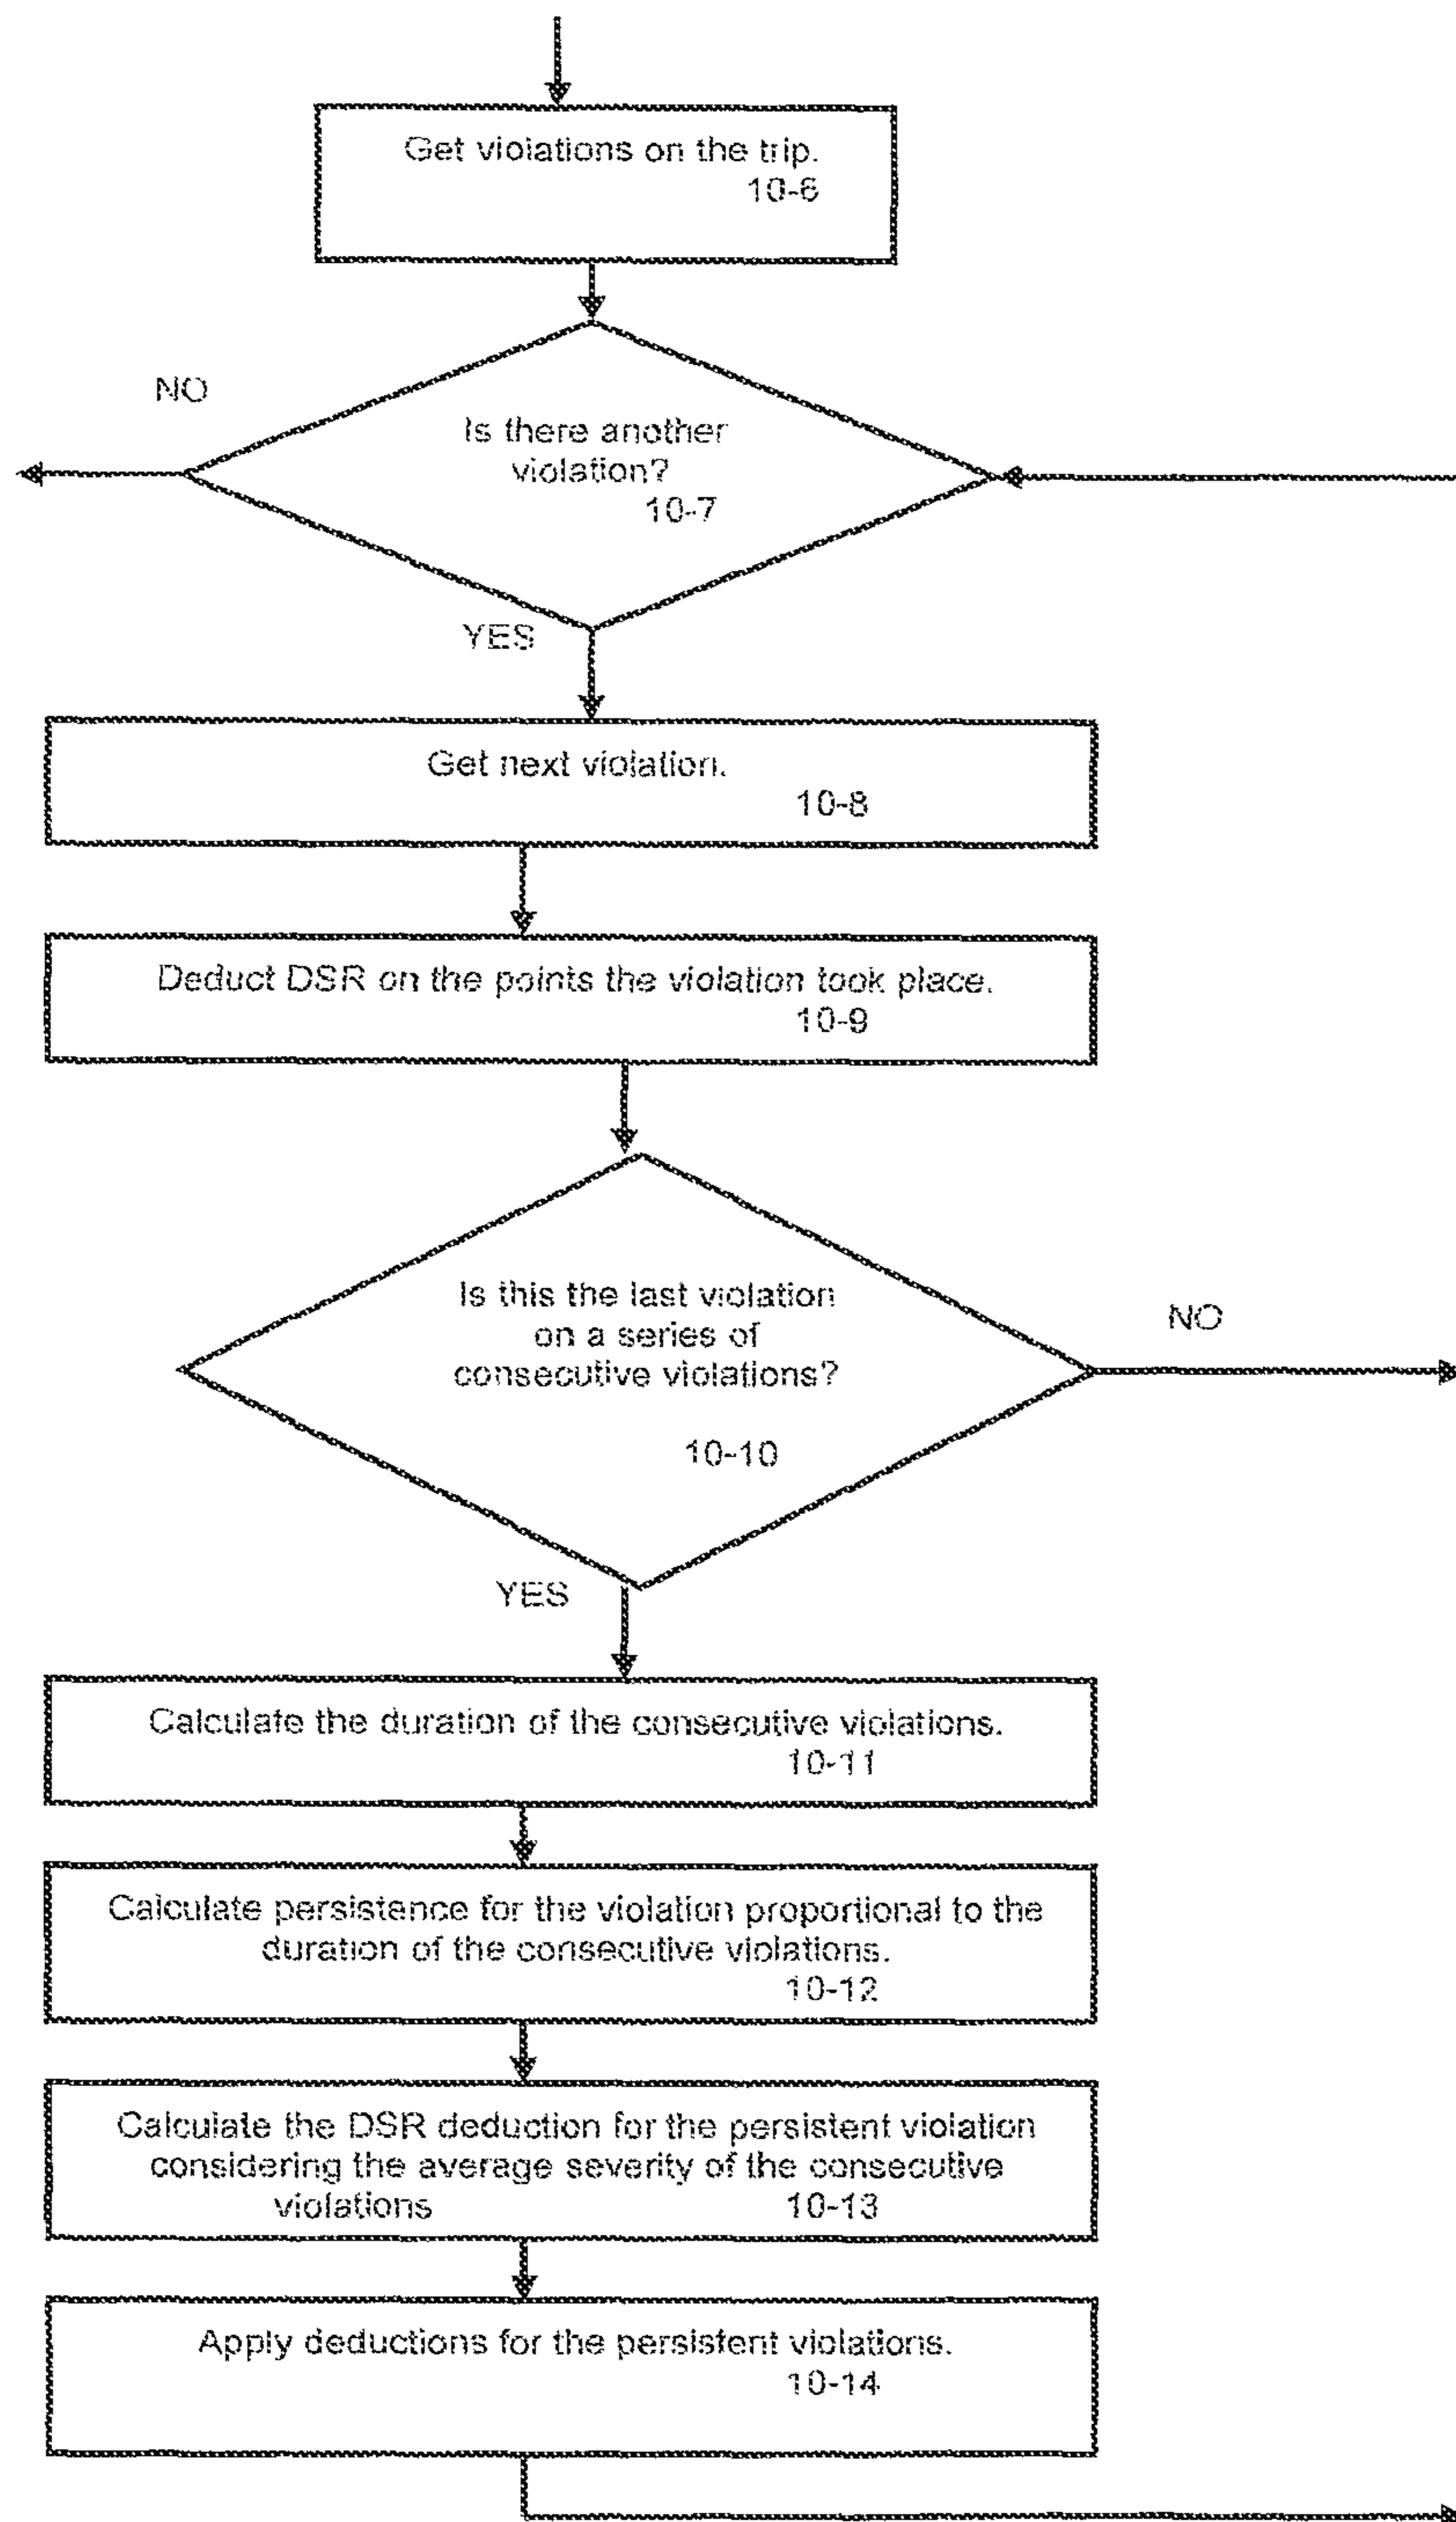 Get violations on the trip.
10-6
NO
Is there another
violation?
10-7
YES
Get next violation.
10-8
Deduct DSR on the points the violation took place.
10-9
Is this the last violation
on a series of
consecutive violations?
NO
10-10
YES
Calculate the duration of the consecutive violations.
10-11
Calculate persistence for the violation proportional to the
duration of the consecutive violations.
10-12
Calculate the DSR deduction for the persistent violation
considering the average severity of the consecutive
violations 10-13
Apply deductions for the persistent violations.
10-14